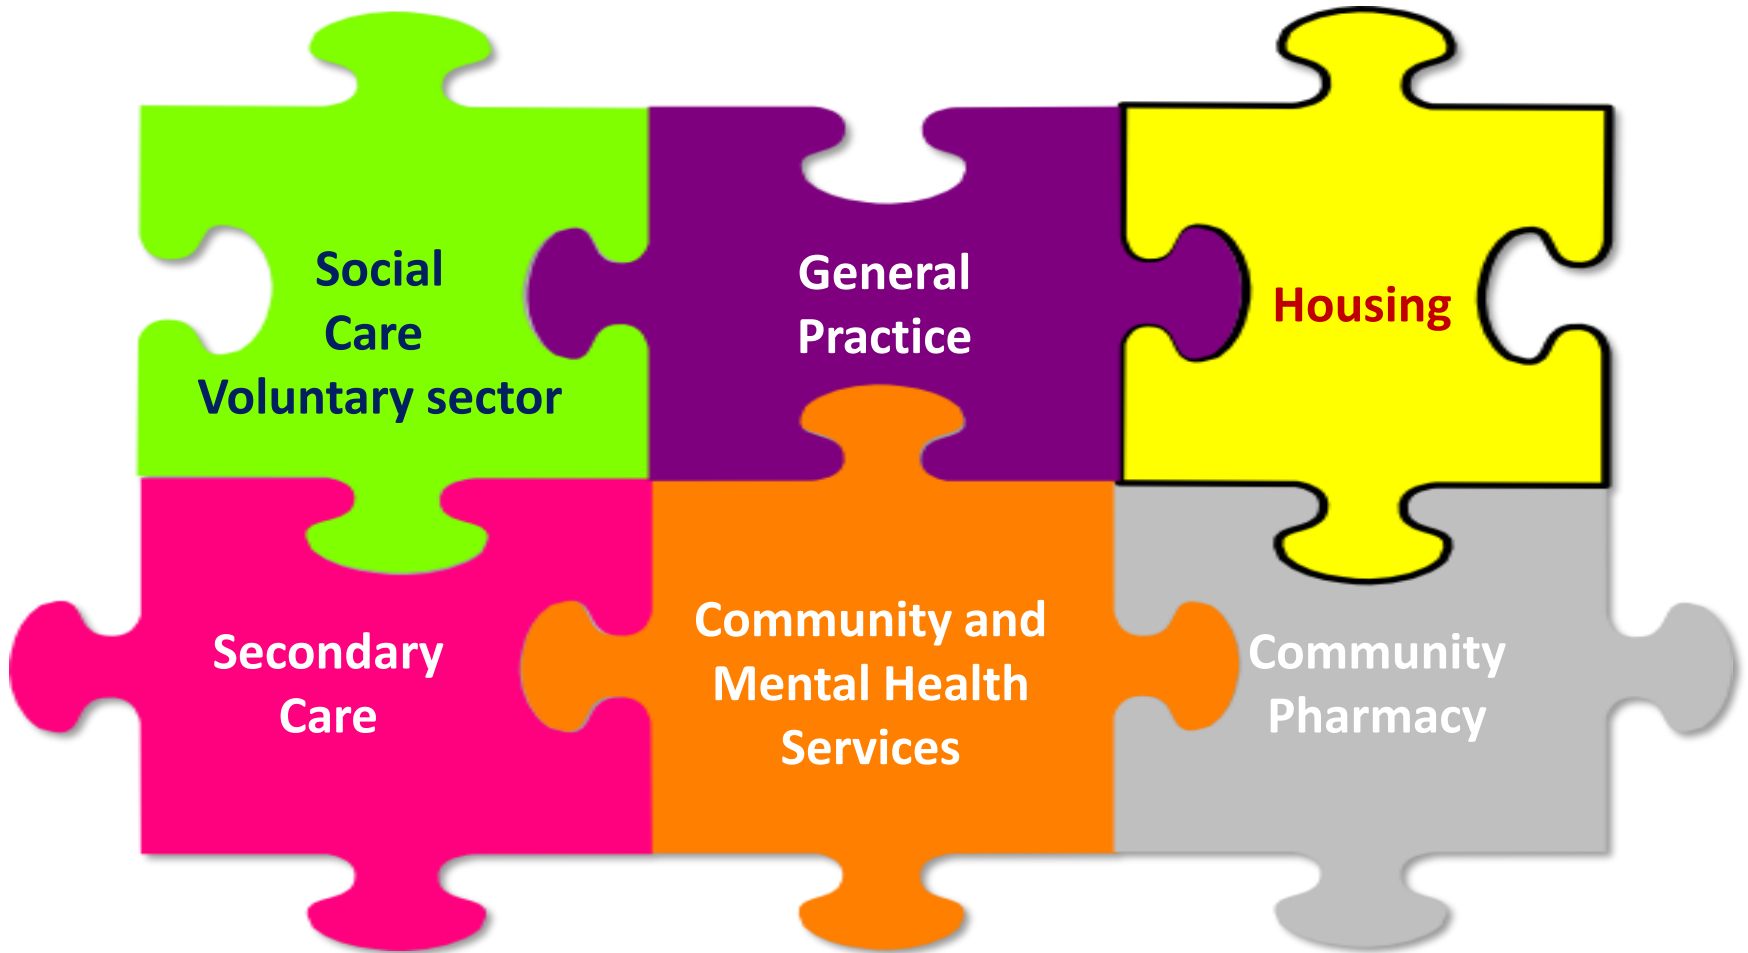 Social
Care
Voluntary sector
General
Practice
Housing
Secondary
Care
Community and
Mental Health
Services
Community
Pharmacy